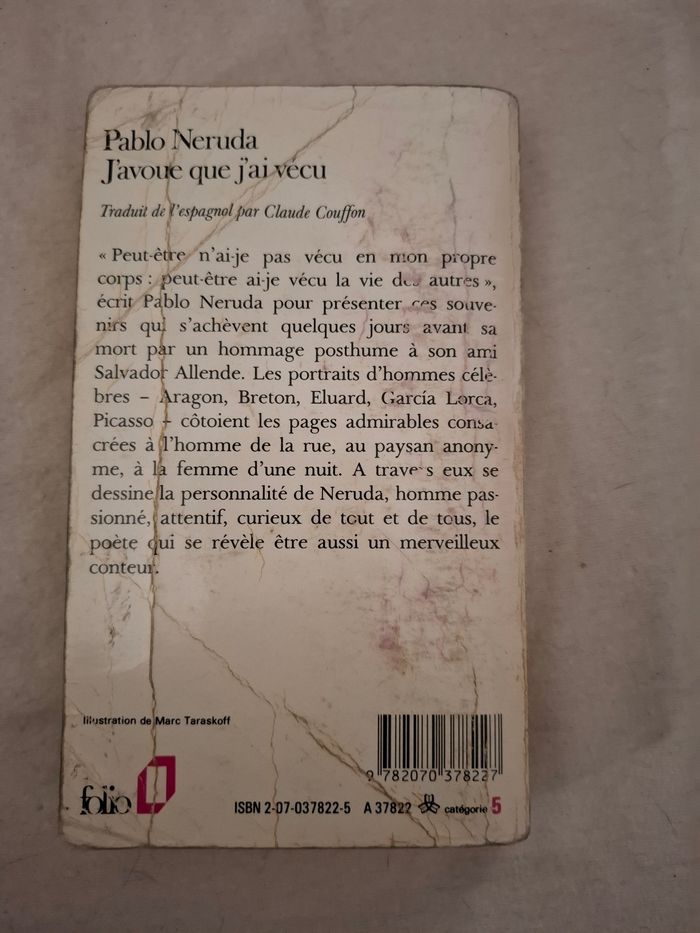 Pablo Neruda
J'avoue que j'ai vécu
Traduit de l'espagnol par Claude Couffon
« Peut-être n'ai-je pas vécu en mon propre
corps : peut-être ai-je vécu la vie des autres »,
écrit Pablo Neruda pour présenter ces souve-
nirs qui s'achèvent quelques jours avant sa
mort par un hommage posthume à son ami
Salvador Allende. Les portraits d'hommes célè-
bres – Aragon, Breton, Eluard, García Lorca,
Picasso – côtoient les pages admirables consa-
crées à l'homme de la rue, au paysan anony-
me, à la femme d'une nuit. A travers eux se
dessine la personnalité de Neruda, homme pas-
sionné, attentif, curieux de tout et de tous, le
poète qui se révèle être aussi un merveilleux
conteur.
Illustration de Marc Taraskoff
9 782070 378227
folio
ISBN 2-07-037822-5 A 37822 catégorie 5